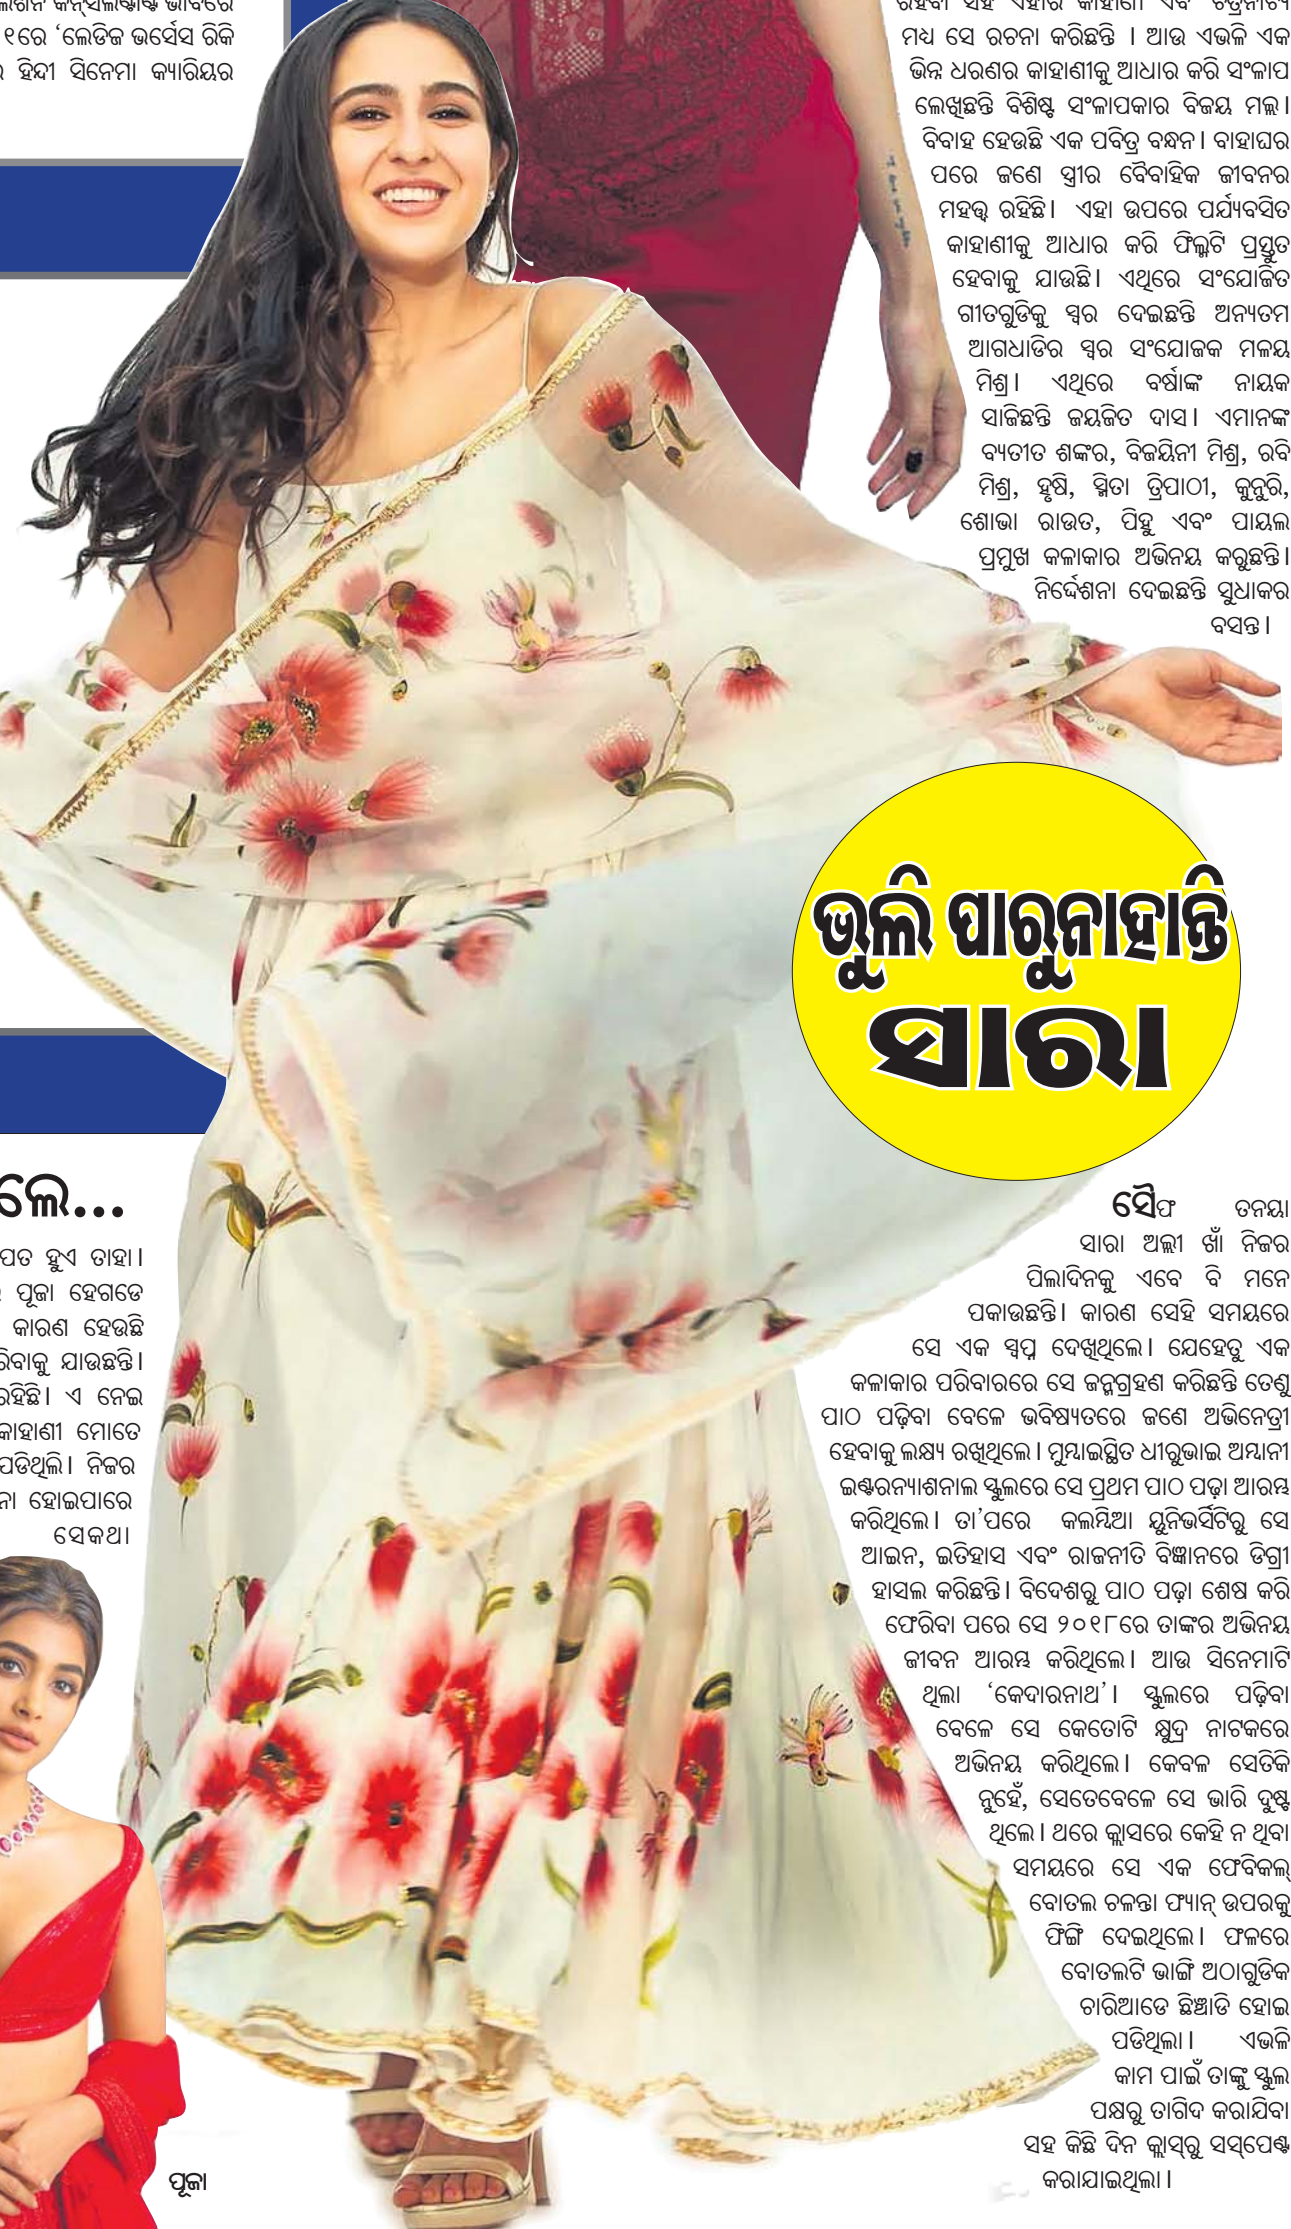 ୧ରେ ‘ଲେଡିଜ ଭର୍ସେସ ରିକି
ହିନ୍ଦୀ ସିନେମା କ୍ୟାରିୟର
ମଧ୍ୟ ସେ ରଚନା କରିଛନ୍ତି । ଆଉ ଏଭଳି ଏକ
ଭିନ୍ନ ଧରଣର କାହାଣୀକୁ ଆଧାର କରି ସଂଳାପ
ଲେଖିଛନ୍ତି ବିଶିଷ୍ଟ ସଂଳାପକାର ବିଜୟ ମଲ୍ଲ।
ବିବାହ ହେଉଛି ଏକ ପବିତ୍ର ବନ୍ଧନ। ବାହାଘର
ପରେ ଜଣେ ସ୍ତ୍ରୀର ବୈବାହିକ ଜୀବନର
ମହତ୍ତ୍ୱ ରହିଛି। ଏହା ଉପରେ ପର୍ଯ୍ୟବସିତ
କାହାଣୀକୁ ଆଧାର କରି ଫିଲ୍ମଟି ପ୍ରସ୍ତୁତ
ହେବାକୁ ଯାଉଛି। ଏଥିରେ ସଂଯୋଜିତ
ଗୀତଗୁଡିକୁ ସ୍ୱର ଦେଇଛନ୍ତି ଅନ୍ୟତମ
ଆଗଧାଡିର ସ୍ୱର ସଂଯୋଜକ ମଳୟ
ମିଶ୍ର। ଏଥିରେ ବର୍ଷାଙ୍କ ନାୟକ
ସାଜିଛନ୍ତି ଜୟଜିତ ଦାସ। ଏମାନଙ୍କ
ବ୍ୟତୀତ ଶଙ୍କର, ବିଜୟିନୀ ମିଶ୍ର, ରବି
ମିଶ୍ର, ହୃଷି, ସ୍ମିତା ତ୍ରିପାଠୀ, କୁନୁରି,
ଶୋଭା ରାଉତ, ପିହୁ ଏବଂ ପାୟଲ
ପ୍ରମୁଖ କଳାକାର ଅଭିନୟ କରୁଛନ୍ତି।
ନିର୍ଦ୍ଦେଶନା ଦେଇଛନ୍ତି ସୁଧାକର
ବସନ୍ତ।
ଭୁଲି ପାରୁନାହାନ୍ତି
ସାରା
ସୈଫ ତନୟା
ସାରା ଅଲ୍ଲୀ ଖାଁ ନିଜର
ପିଲାଦିନକୁ ଏବେ ବି ମନେ
ପକାଉଛନ୍ତି। କାରଣ ସେହି ସମୟରେ
ସେ ଏକ ସ୍ୱପ୍ନ ଦେଖିଥିଲେ। ଯେହେତୁ ଏକ
କଳାକାର ପରିବାରରେ ସେ ଜନ୍ମଗ୍ରହଣ କରିଛନ୍ତି ତେଣୁ
ପାଠ ପଢ଼ିବା ବେଳେ ଭବିଷ୍ୟତରେ ଜଣେ ଅଭିନେତ୍ରୀ
ହେବାକୁ ଲକ୍ଷ୍ୟ ରଖିଥିଲେ। ମୁମ୍ବାଇସ୍ଥିତ ଧୀରୁଭାଇ ଅମ୍ବାନୀ
ଇଣ୍ଟରନ୍ୟାଶନାଲ ସ୍କୁଲରେ ସେ ପ୍ରଥମ ପାଠ ପଢ଼ା ଆରମ୍ଭ
କରିଥିଲେ। ତା'ପରେ କଲମ୍ବିଆ ୟୁନିଭର୍ସିଟିରୁ ସେ
ଆଇନ, ଇତିହାସ ଏବଂ ରାଜନୀତି ବିଜ୍ଞାନରେ ଡିଗ୍ରୀ
ହାସଲ କରିଛନ୍ତି। ବିଦେଶରୁ ପାଠ ପଢ଼ା ଶେଷ କରି
ଫେରିବା ପରେ ସେ ୨୦୧୮ରେ ତାଙ୍କର ଅଭିନୟ
ଜୀବନ ଆରମ୍ଭ କରିଥିଲେ। ଆଉ ସିନେମାଟି
ଥିଲା ‘କେଦାରନାଥ’। ସ୍କୁଲରେ ପଢ଼ିବା
ବେଳେ ସେ କେତୋଟି କ୍ଷୁଦ୍ର ନାଟକରେ
ଅଭିନୟ କରିଥିଲେ। କେବଳ ସେତିକି
ନୁହେଁ, ସେତେବେଳେ ସେ ଭାରି ଦୁଷ୍ଟ
ଥିଲେ। ଥରେ କ୍ଲାସରେ କେହି ନ ଥିବା
ସମୟରେ ସେ ଏକ ଫେବିକଲ୍
ବୋତଲ ଚଳନ୍ତା ଫ୍ୟାନ୍ ଉପରକୁ
ଫିଙ୍ଗି ଦେଇଥିଲେ। ଫଳରେ
ବୋତଲଟି ଭାଙ୍ଗି ଅଠାଗୁଡିକ
ଚାରିଆଡେ ଛିଞ୍ଚାଡି ହୋଇ
ପଡିଥିଲା। ଏଭଳି
କାମ ପାଇଁ ତାଙ୍କୁ ସ୍କୁଲ
ପକ୍ଷରୁ ତାଗିଦ କରାଯିବା
ସହ କିଛି ଦିନ କ୍ଲାସ୍‌ରୁ ସସ୍‌ପେଣ୍ଡ
କରାଯାଇଥିଲା।
ଲେ...
ପତ ହୁଏ ତାହା।
ପୂଜା ହେଗଡେ
କାରଣ ହେଉଛି
ରିବାକୁ ଯାଉଛନ୍ତି।
ରହିଛି। ଏ ନେଇ
କାହାଣୀ ମୋତେ
ପଡିଥିଲି। ନିଜର
ନା ହୋଇପାରେ
ସେକଥା
ପୂଜା